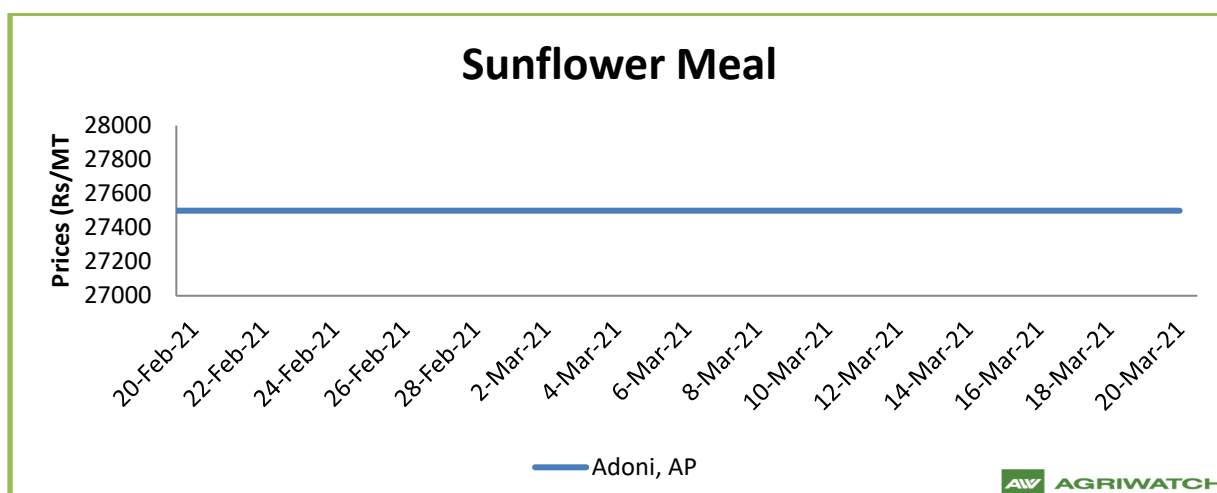 Sunflower Meal
Prices (Rs/MT
28000
27800
27600
27400
27200
27000
20-Feb-21
22-Feb-21
24-Feb-21
26-Feb-21
28-Feb-21
2-Mar-21
4-Mar-21
6-Mar-21
8-Mar-21
10-Mar-21
12-Mar-21
14-Mar-21
16-Mar-21
18-Mar-21
20-Mar-21
Adoni, AP
AW AGRIWATCH